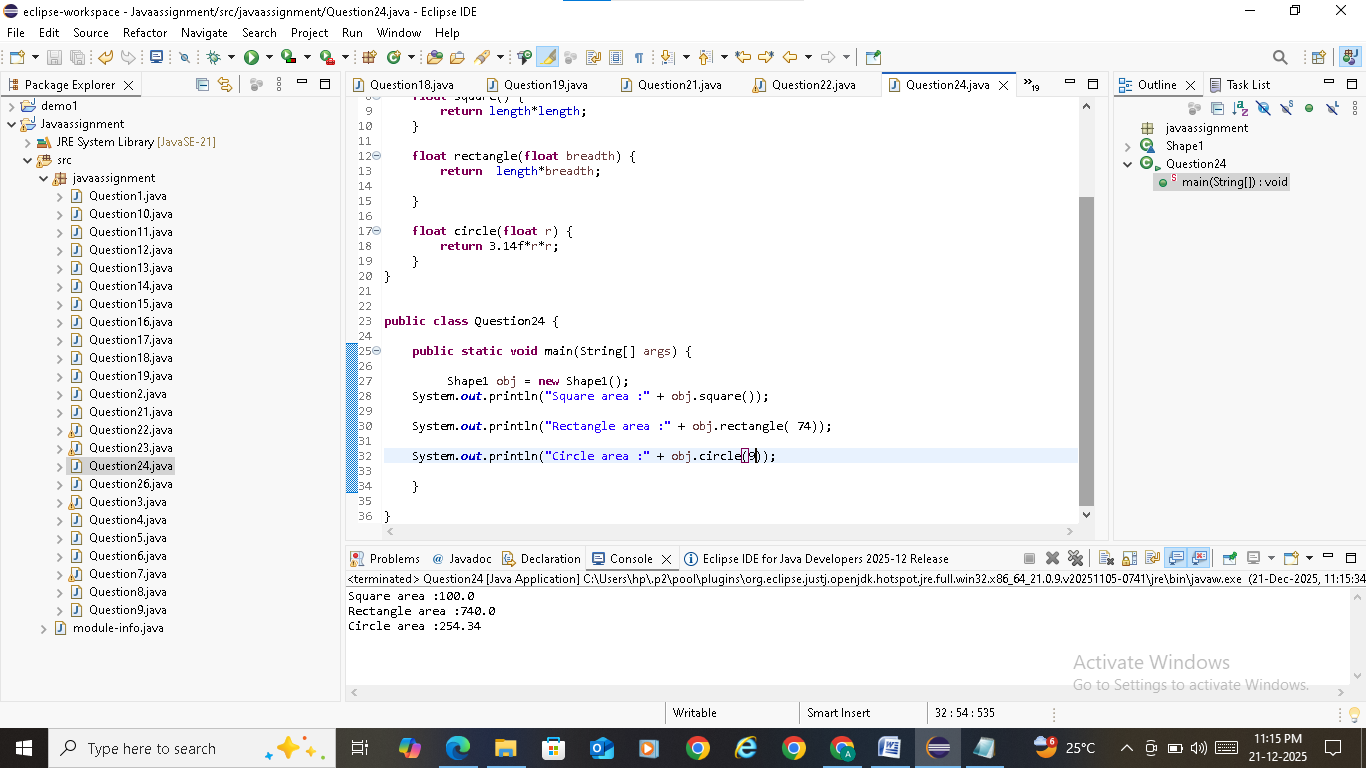 eclipse-workspace - Javaassignment/src/javaassignment/Question24.java - Eclipse IDE
File Edit Source Refactor Navigate Search Project Run Window Help
Package Explorer
Question18.java Question19.java Question21.java Question22.java Question24.java »19
Outline Task List
demo1
Javaassignment
JRE System Library [JavaSE-21]
src
javaassignment
Question1.java
Question10.java
Question11.java
Question12.java
Question13.java
Question14.java
Question15.java
Question16.java
Question17.java
Question18.java
Question19.java
Question2.java
Question21.java
Question22.java
Question23.java
Question24.java
Question26.java
Question3.java
Question4.java
Question5.java
Question6.java
Question7.java
Question8.java
Question9.java
module-info.java
8 float square() {
9 return length*length;
10 }
11
12 float rectangle(float breadth) {
13 return length*breadth;
14
15 }
16
17 float circle(float r) {
18 return 3.14f*r*r;
19 }
20 }
21
22
23 public class Question24 {
24
25 public static void main(String[] args) {
26
27 Shape1 obj = new Shape1();
28 System.out.println("Square area :" + obj.square());
29
30 System.out.println("Rectangle area :" + obj.rectangle( 74));
31
32 System.out.println("Circle area :" + obj.circle(9));
33
34 }
35
36 }
javaassignment
Shape1
Question24
main(String[]) : void
Problems Javadoc Declaration Console Eclipse IDE for Java Developers 2025-12 Release
<terminated> Question24 [Java Application] C:\Users\hp\.p2\pool\plugins\org.eclipse.justj.openjdk.hotspot.jre.full.win32.x86_64_21.0.9.v20251105-0741\jre\bin\javaw.exe (21-Dec-2025, 11:15:34
Square area :100.0
Rectangle area :740.0
Circle area :254.34
Activate Windows
Go to Settings to activate Windows.
Writable Smart Insert 32 : 54 : 535
Type here to search
6 25°C
11:15 PM
21-12-2025